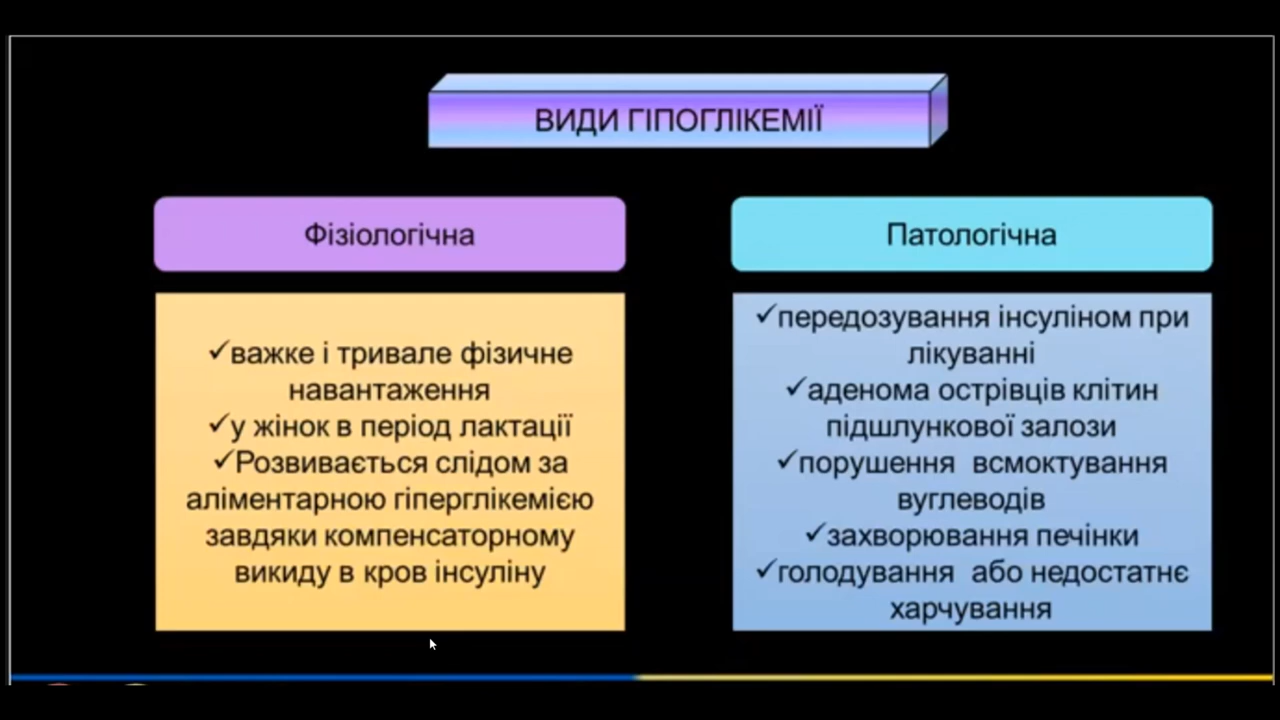 ВИДИ ГІПОГЛІКЕМІЇ
Фізіологічна
✓важке і тривале фізичне
навантаження
✓у жінок в період лактації
✓Розвивається слідом за
аліментарною гіперглікемією
завдяки компенсаторному
викиду в кров інсуліну
Патологічна
✓передозування інсуліном при
лікуванні
✓аденома острівців клітин
підшлункової залози
✓порушення  всмоктування
вуглеводів
✓захворювання печінки
✓голодування  або недостатнє
харчування